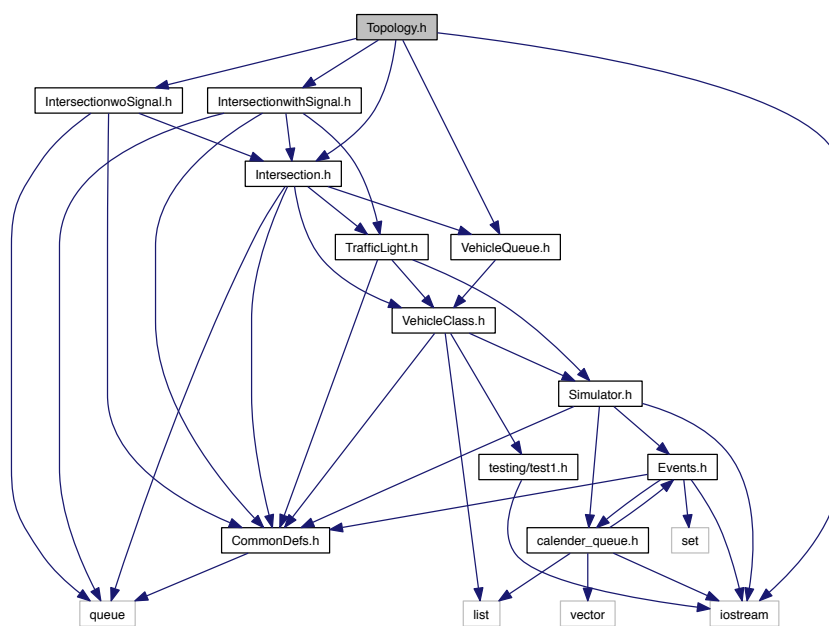 Topology.h
IntersectionwoSignal.h
IntersectionwithSignal.h
Intersection.h
TrafficLight.h
VehicleQueue.h
VehicleClass.h
Simulator.h
testing/test1.h
Events.h
CommonDefs.h
calender_queue.h
set
queue
list
vector
iostream